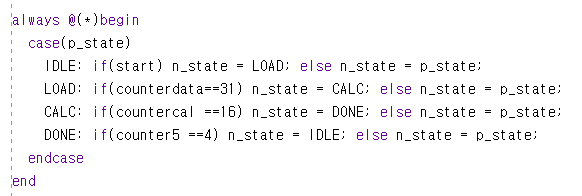 always @(*)begin
case(p_state)
IDLE: if(start) n_state = LOAD; else n_state = p_state;
LOAD: if(counterdata==31) n_state = CALC; else n_state = p_state;
CALC: if(countercal ==16) n_state = DONE; else n_state = p_state;
DONE: if(counter5 ==4) n_state = IDLE; else n_state = p_state;
endcase
end